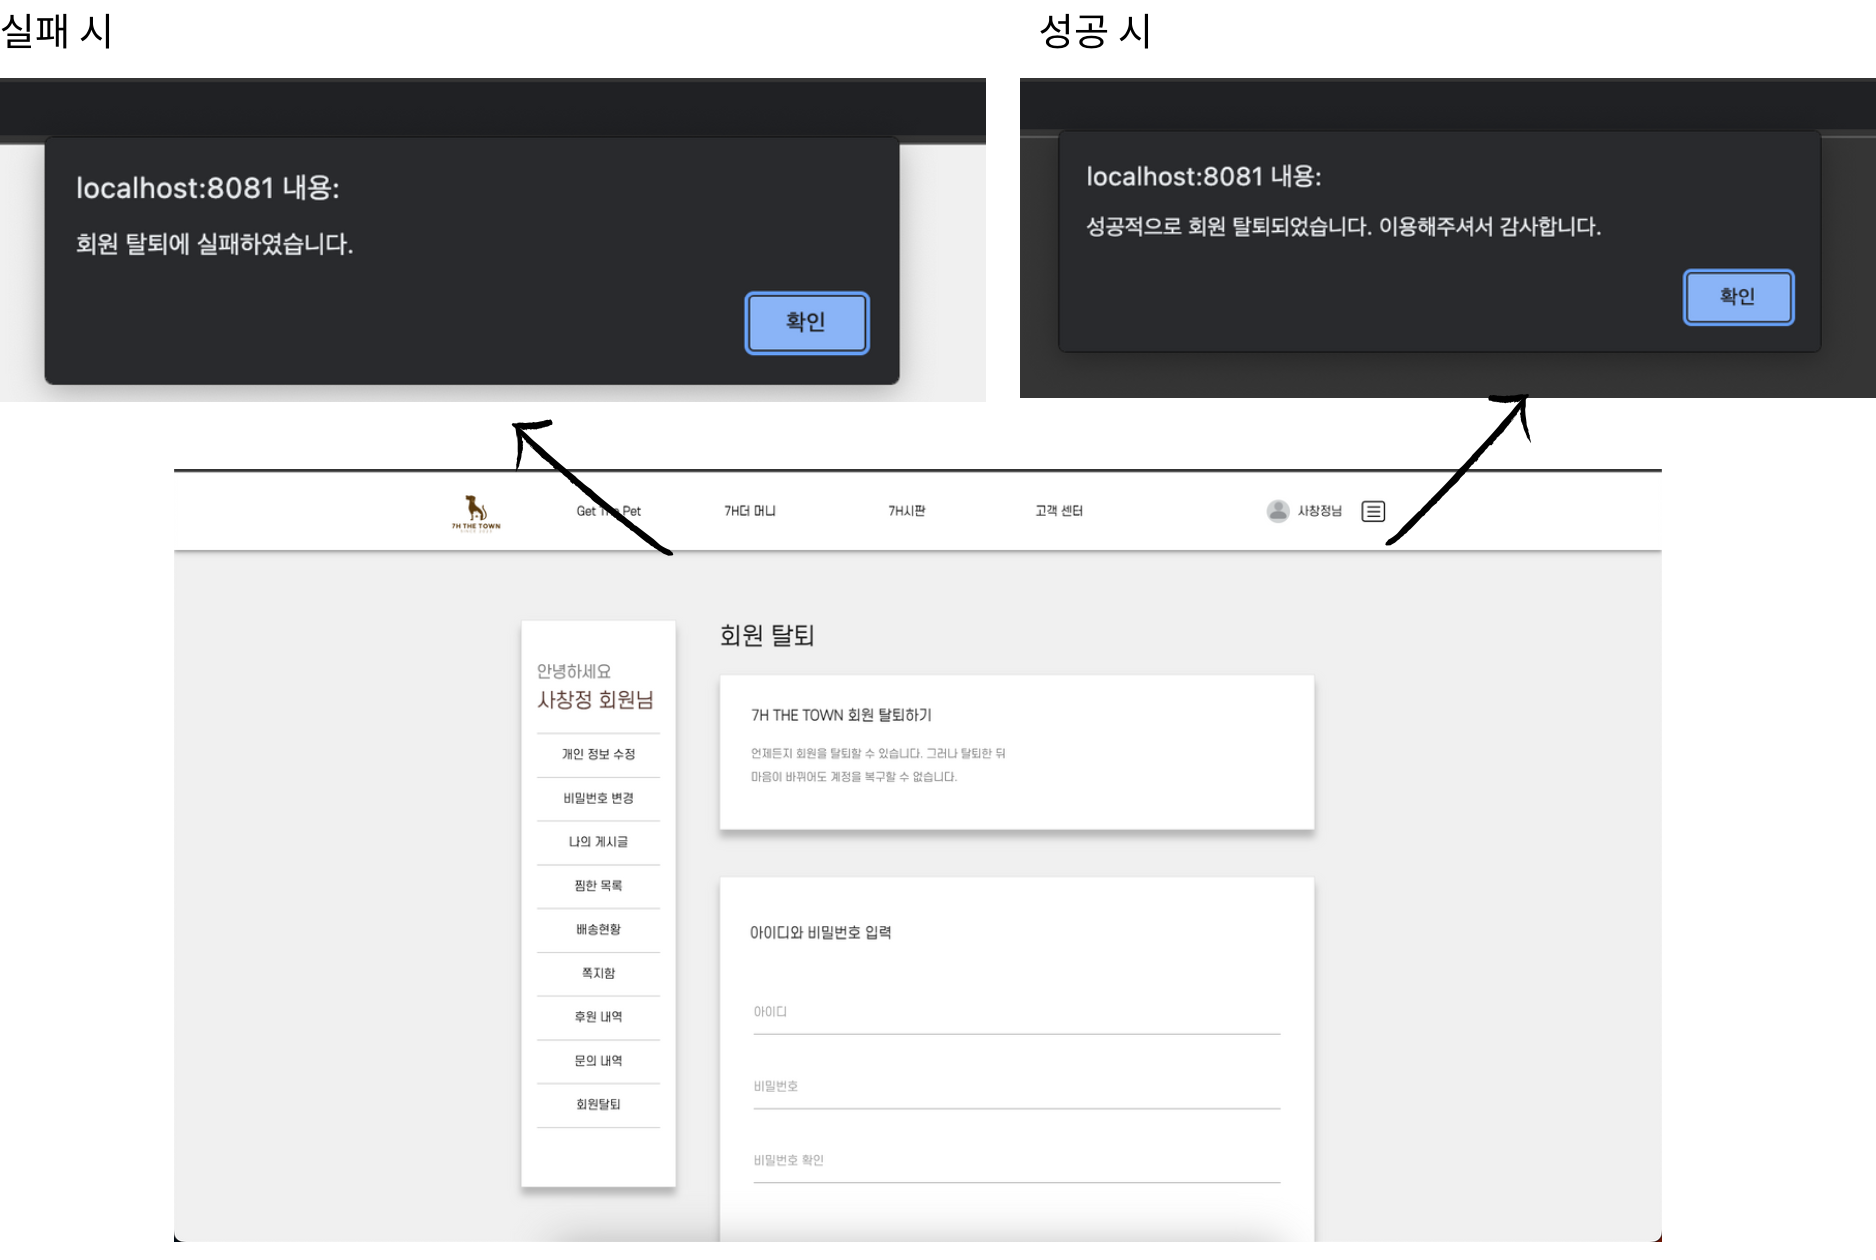 실패 시
성공 시
localhost:8081 내용:
회원 탈퇴에 실패하였습니다.
확인
localhost:8081 내용:
성공적으로 회원 탈퇴되었습니다. 이용해주셔서 감사합니다.
확인
7H THE TOWN
Get The Pet
7H더 머니
7H시판
고객 센터
사창정님
안녕하세요
사창정 회원님
개인 정보 수정
비밀번호 변경
나의 게시글
찜한 목록
배송현황
쪽지함
후원 내역
문의 내역
회원탈퇴
회원 탈퇴
7H THE TOWN 회원 탈퇴하기
언제든지 회원을 탈퇴할 수 있습니다. 그러나 탈퇴한 뒤
마음이 바뀌어도 계정을 복구할 수 없습니다.
아이디와 비밀번호 입력
아이디
비밀번호
비밀번호 확인